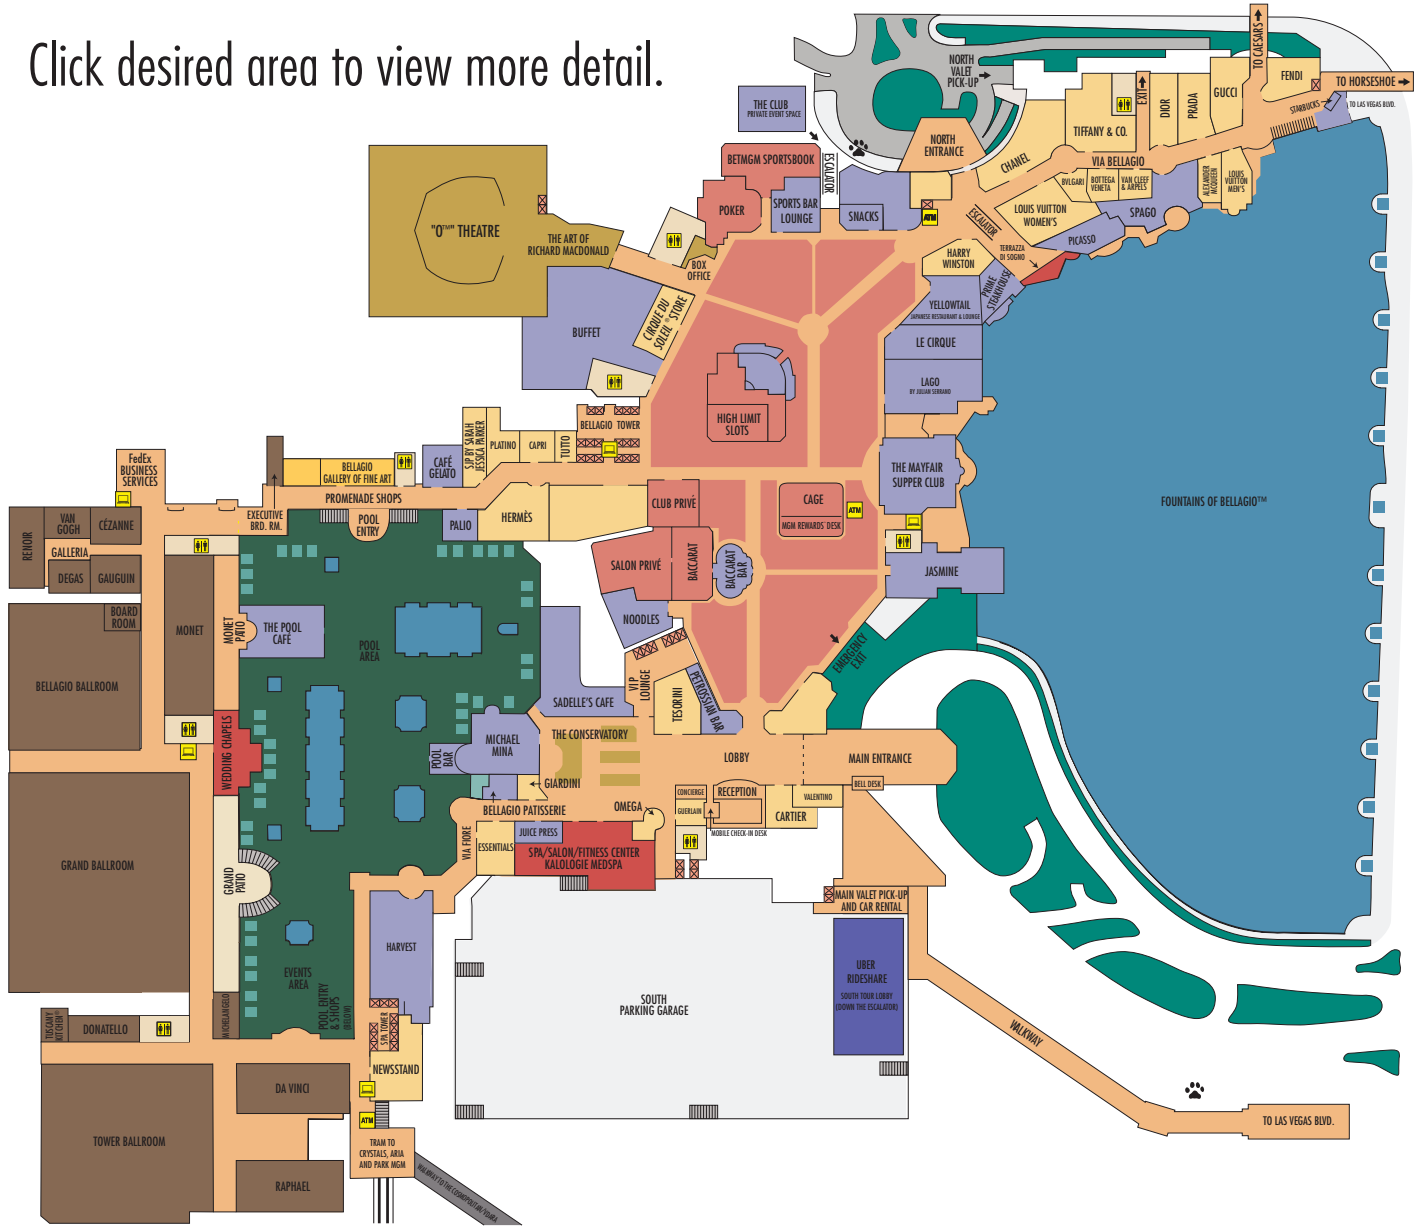 Click desired area to view more detail.
TO CAESARS
NORTH
VALET
PICK-UP
FENDI
TO HORSESHOE
GUCCI
EXIT
DIOR
PRADA
STARBUCKS
TO LAS VEGAS BLVD.
THE CLUB
PRIVATE EVENT SPACE
TIFFANY & CO.
NORTH
ENTRANCE
CHANEL
VIA BELLAGIO
BETMGM SPORTSBOOK
ESCALATOR
BVLGARI
BOTTEGA
VENETA
VAN CLEEF
& ARPELS
ALEXANDER
MCQUEEN
LOUIS
VUITTON
MEN'S
POKER
SPORTS BAR
LOUNGE
SNACKS
ATM
ESCALATOR
LOUIS VUITTON
WOMEN'S
SPAGO
PICASSO
"O™" THEATRE
THE ART OF
RICHARD MACDONALD
BOX
OFFICE
HARRY
WINSTON
TERRAZZA
DI SOGNO
PRIME
STEAKHOUSE
YELLOWTAIL
JAPANESE RESTAURANT & LOUNGE
BUFFET
CIRQUE DU
SOLEIL® STORE
LE CIRQUE
LAGO
BY JULIAN SERRANO
HIGH LIMIT
SLOTS
BELLAGIO TOWER
SJP BY SARAH
JESSICA PARKER
PLATINO
CAPRI
TUTTO
CAFÉ
GELATO
FedEx
BUSINESS
SERVICES
BELLAGIO
GALLERY OF FINE ART
THE MAYFAIR
SUPPER CLUB
FOUNTAINS OF BELLAGIO™
PROMENADE SHOPS
CLUB PRIVÉ
CAGE
MGM REWARDS DESK
ATM
EXECUTIVE
BRD. RM.
POOL
ENTRY
PALIO
HERMÈS
RENOIR
VAN
GOGH
CÉZANNE
GALLERIA
DEGAS
GAUGUIN
SALON PRIVÉ
BACCARAT
BACCARAT
BAR
JASMINE
BOARD
ROOM
MONET
MONET
PATIO
THE POOL
CAFÉ
POOL
AREA
NOODLES
EMERGENCY
EXIT
BELLAGIO BALLROOM
VIP
LOUNGE
TESORINI
PETROSSIAN BAR
SADELLE'S CAFE
WEDDING CHAPELS
POOL
BAR
MICHAEL
MINA
THE CONSERVATORY
LOBBY
MAIN ENTRANCE
GIARDINI
BELL DESK
CONCIERGE
RECEPTION
VALENTINO
GUERLAIN
CARTIER
BELLAGIO PATISSERIE
OMEGA
MOBILE CHECK-IN DESK
VIA FIORE
ESSENTIALS
JUICE PRESS
SPA/SALON/FITNESS CENTER
KALOLOGIE MEDSPA
GRAND BALLROOM
GRAND
PATIO
MAIN VALET PICK-UP
AND CAR RENTAL
HARVEST
UBER
RIDESHARE
SOUTH TOUR LOBBY
(DOWN THE ESCALATOR)
EVENTS
AREA
POOL ENTRY
& SHOPS
(BELOW)
SOUTH
PARKING GARAGE
MICHELANGELO
TUSCANY
KITCHEN®
DONATELLO
SPA TOWER
WALKWAY
NEWSSTAND
DA VINCI
ATM
TOWER BALLROOM
TRAM TO
CRYSTALS, ARIA
AND PARK MGM
TO LAS VEGAS BLVD.
RAPHAEL
WALKWAY TO THE COSMOPOLITAN/VDARA